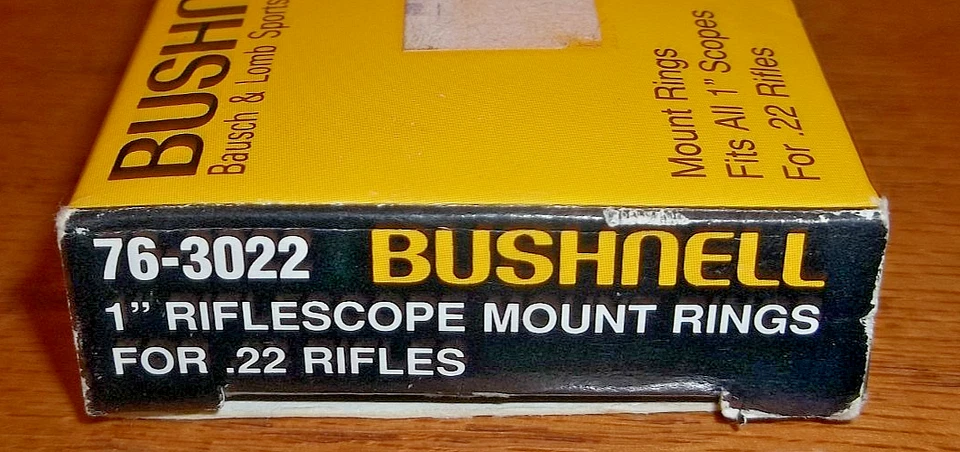 BUSHN
Bausch & Lomb Sports
Mount Rings
Fits All 1" Scopes
For .22 Rifles
76-3022 BUSHNELL
1" RIFLESCOPE MOUNT RINGS
FOR .22 RIFLES